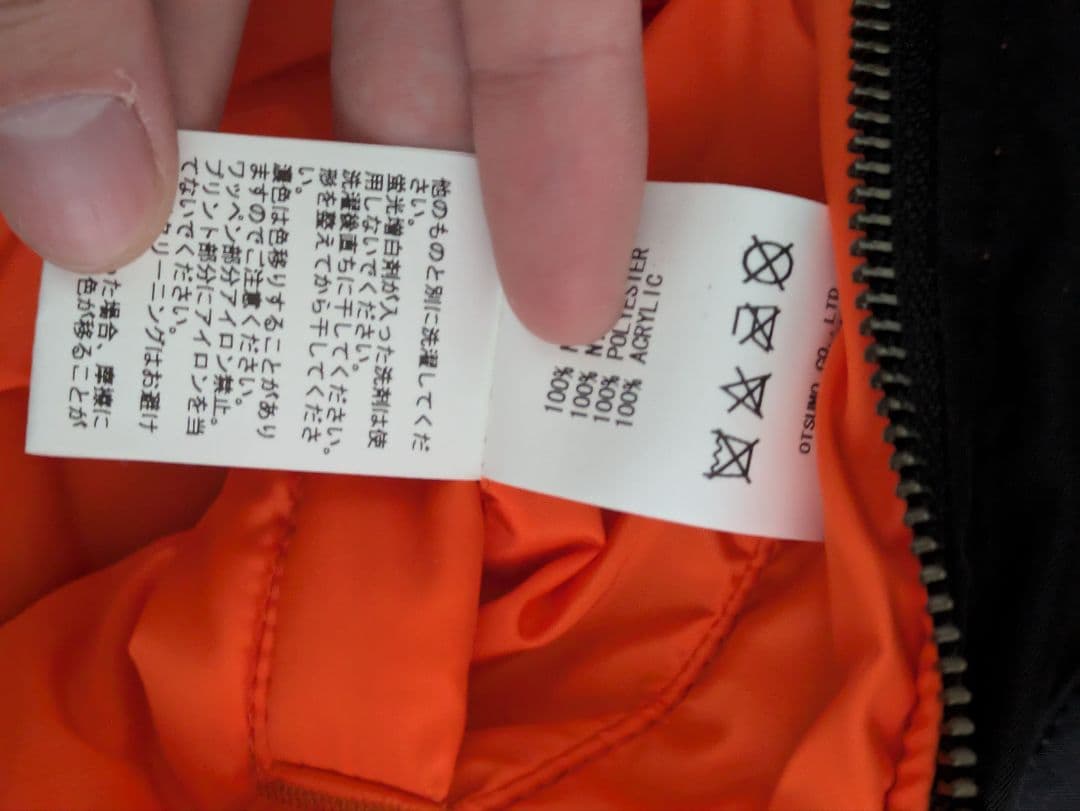 他のものと別に洗濯してくだ
さい。
蛍光増白剤が入った洗剤は使
用しないでください。
洗濯後直ちに干してください。
形を整えてから干してくださ
い。
濃色は色移りすることがあり
ますのでご注意ください。
ワッペン部分アイロン禁止。
プリント部分にアイロンを当
てないでください。
リーニングはお避け
た場合、摩擦に
色が移ることが
100%
100% N
100% POLYESTER
100% ACRYLIC
OTSUMO CO., LTD